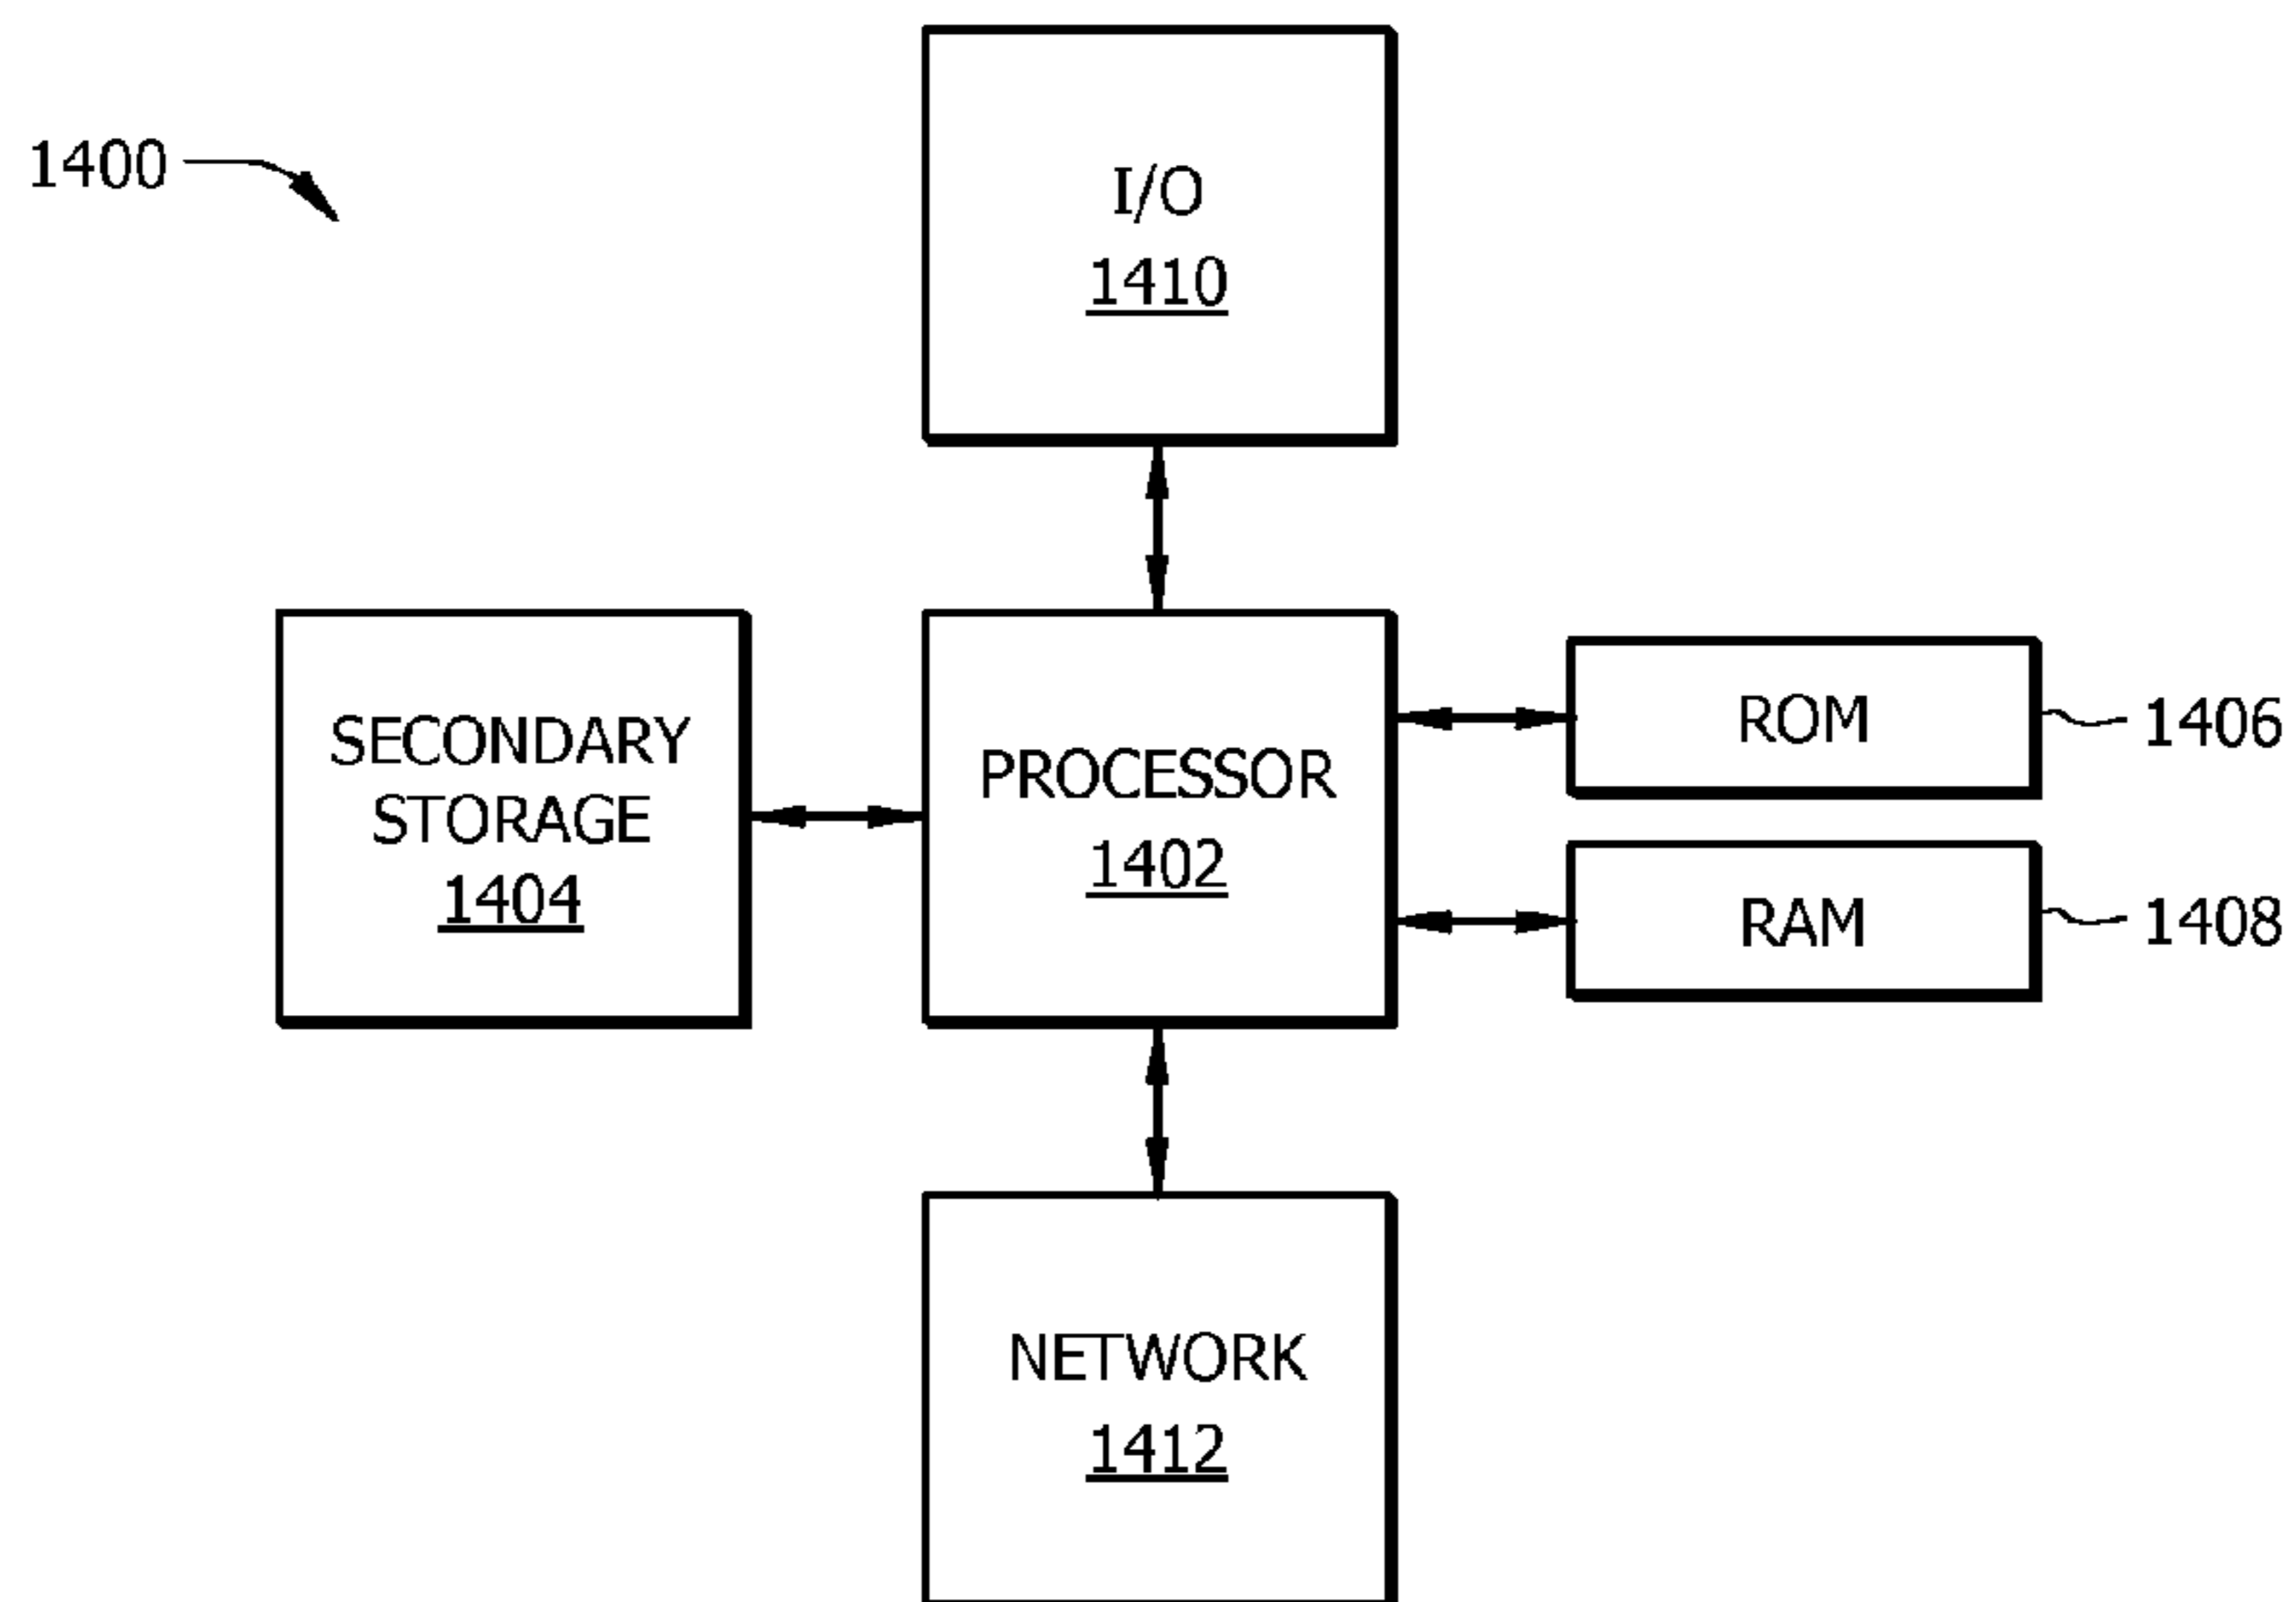 1400
I/O
1410
SECONDARY
STORAGE
1404
PROCESSOR
1402
ROM
1406
RAM
1408
NETWORK
1412